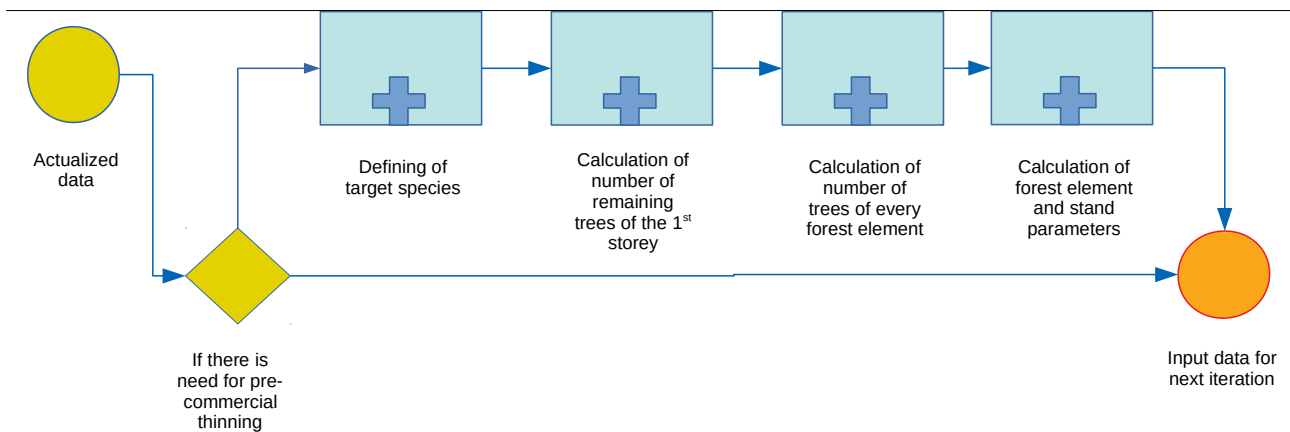 Actualized
data
Defining of
target species
Calculation of
number of
remaining
trees of the 1st
storey
Calculation of
number of
trees of every
forest element
Calculation of
forest element
and stand
parameters
If there is
need for pre-
commercial
thinning
Input data for
next iteration